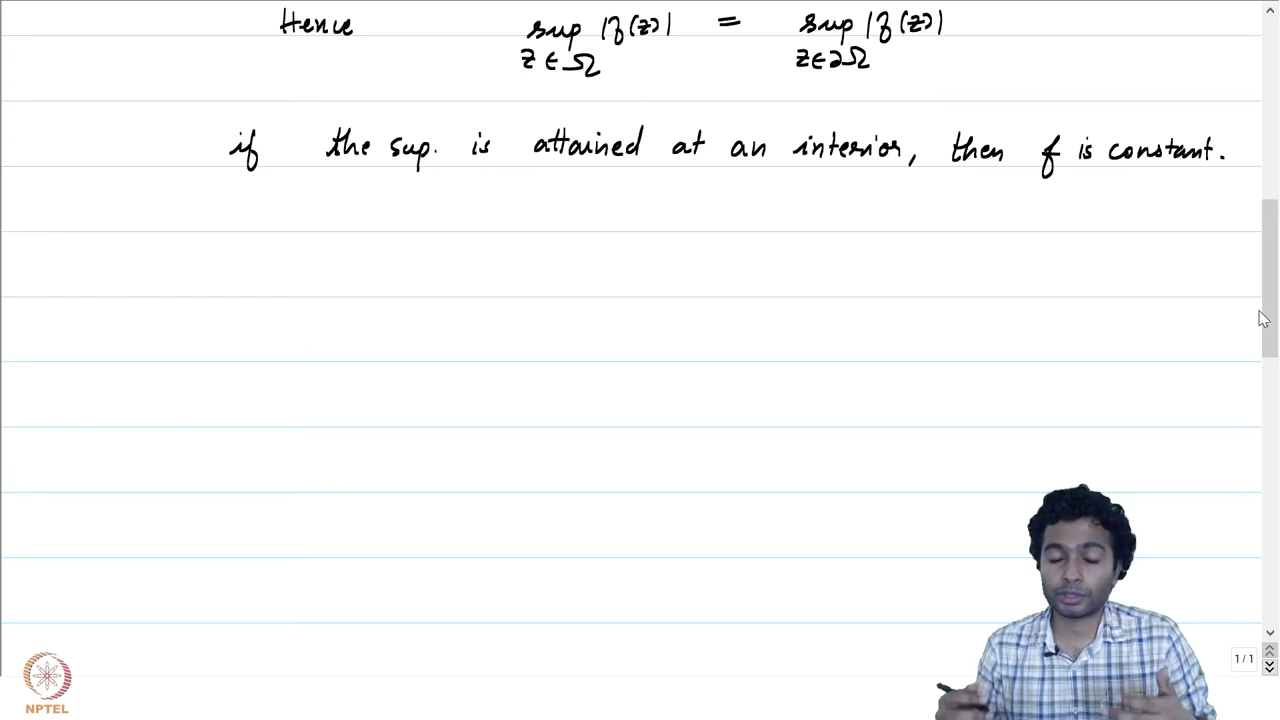 Hence sup |f(z)| = sup |f(z)|
z ∈ Ω z ∈ ∂Ω
if the sup. is attained at an interior, then f is constant.
1 / 1
NPTEL